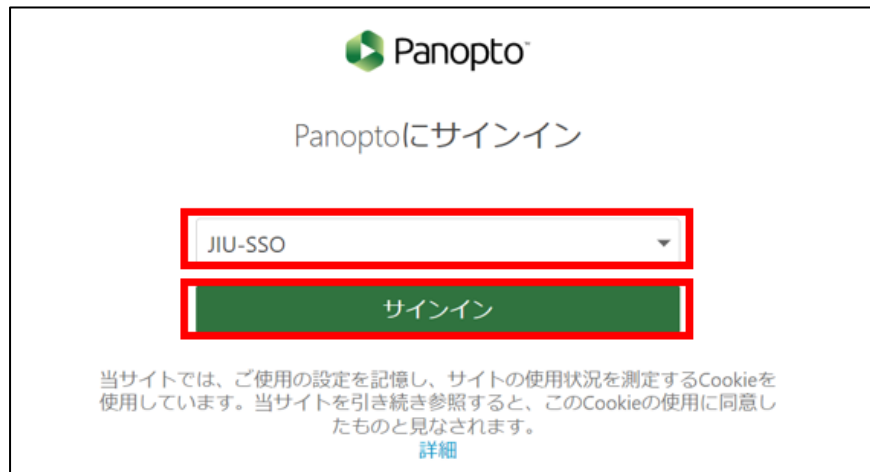 Panopto™
Panoptoにサインイン
JIU-SSO
サインイン
当サイトでは、ご使用の設定を記憶し、サイトの使用状況を測定するCookieを
使用しています。当サイトを引き続き参照すると、このCookieの使用に同意し
たものと見なされます。
詳細